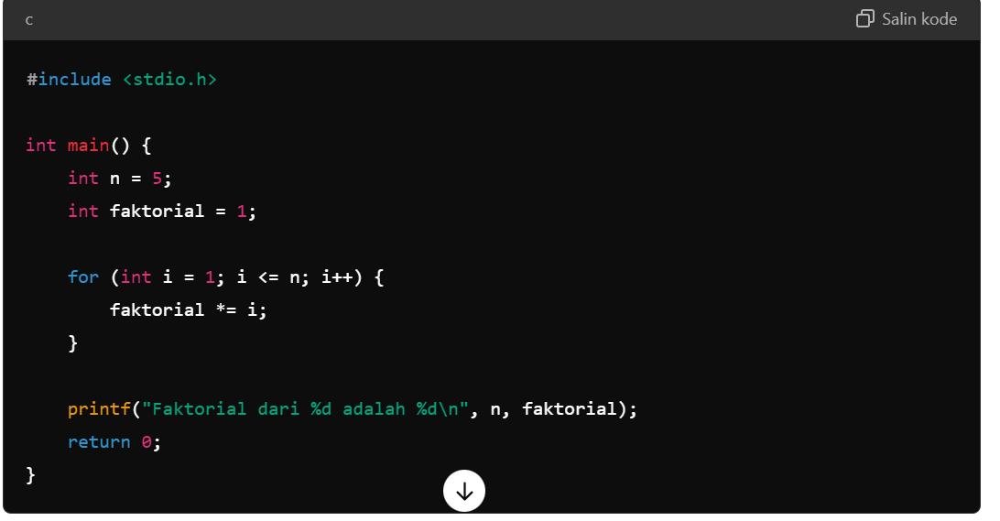 c
Salin kode
#include <stdio.h>
int main() {
    int n = 5;
    int faktorial = 1;
    for (int i = 1; i <= n; i++) {
        faktorial *= i;
    }
    printf("Faktorial dari %d adalah %d\n", n, faktorial);
    return 0;
}